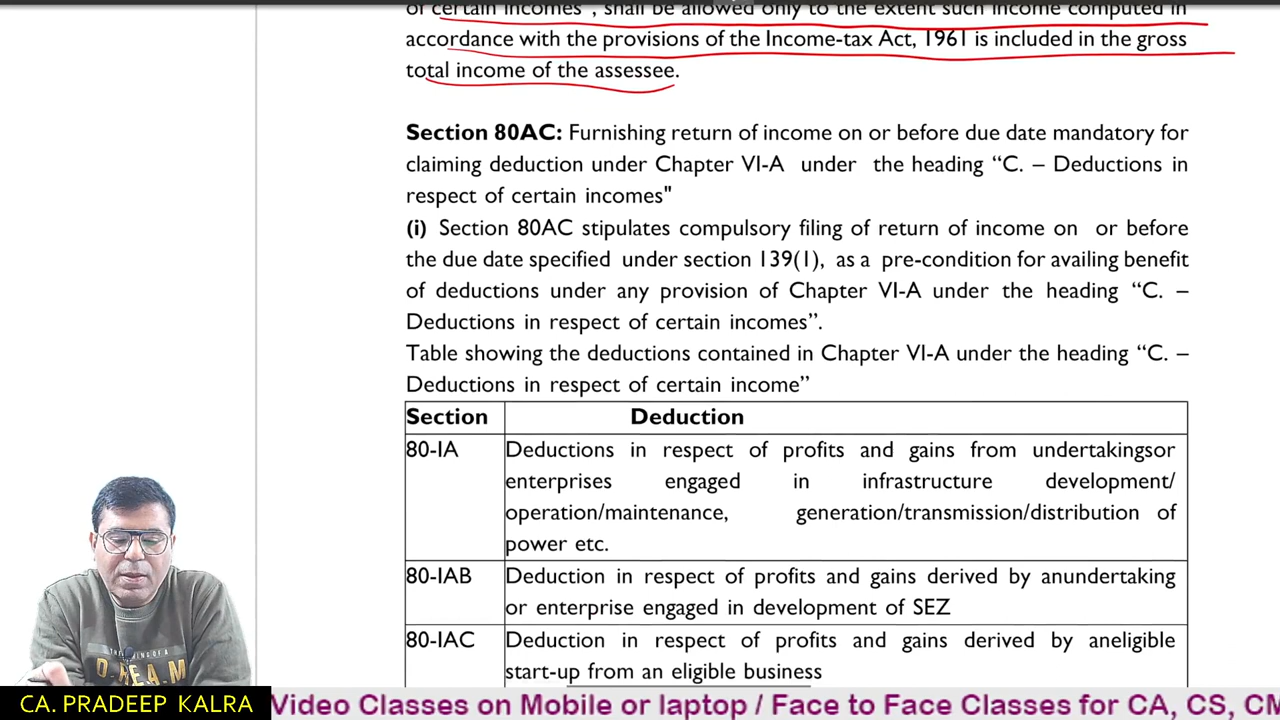 of certain incomes", shall be allowed only to the extent such income computed in
accordance with the provisions of the Income-tax Act, 1961 is included in the gross
total income of the assessee.
Section 80AC: Furnishing return of income on or before due date mandatory for
claiming deduction under Chapter VI-A under the heading “C. – Deductions in
respect of certain incomes"
(i) Section 80AC stipulates compulsory filing of return of income on or before
the due date specified under section 139(1), as a pre-condition for availing benefit
of deductions under any provision of Chapter VI-A under the heading “C. –
Deductions in respect of certain incomes”.
Table showing the deductions contained in Chapter VI-A under the heading “C. –
Deductions in respect of certain income”
Section Deduction
80-IA Deductions in respect of profits and gains from undertakingsor
enterprises engaged in infrastructure development/
operation/maintenance, generation/transmission/distribution of
power etc.
80-IAB Deduction in respect of profits and gains derived by anundertaking
or enterprise engaged in development of SEZ
80-IAC Deduction in respect of profits and gains derived by aneligible
start-up from an eligible business
D.REAM
CA. PRADEEP KALRA Video Classes on Mobile or laptop / Face to Face Classes for CA, CS, CM